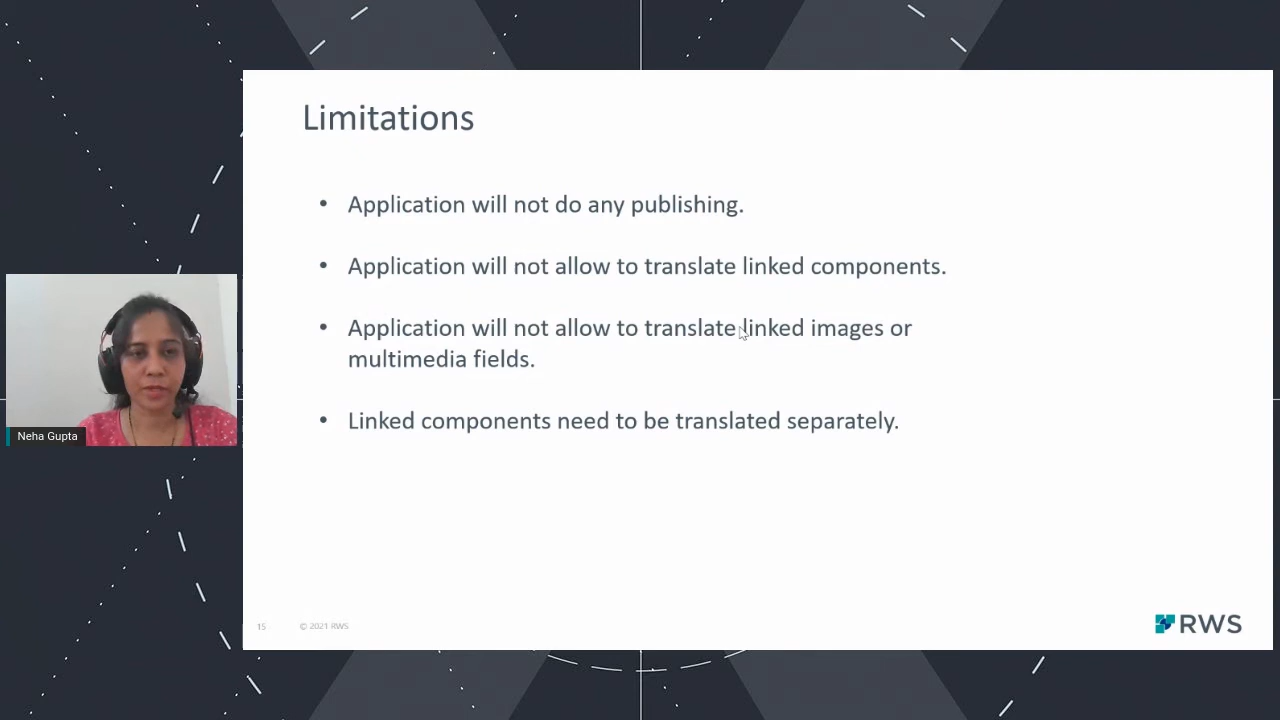 Limitations
• Application will not do any publishing.
• Application will not allow to translate linked components.
• Application will not allow to translate linked images or
multimedia fields.
• Linked components need to be translated separately.
Neha Gupta
15 © 2021 RWS
RWS